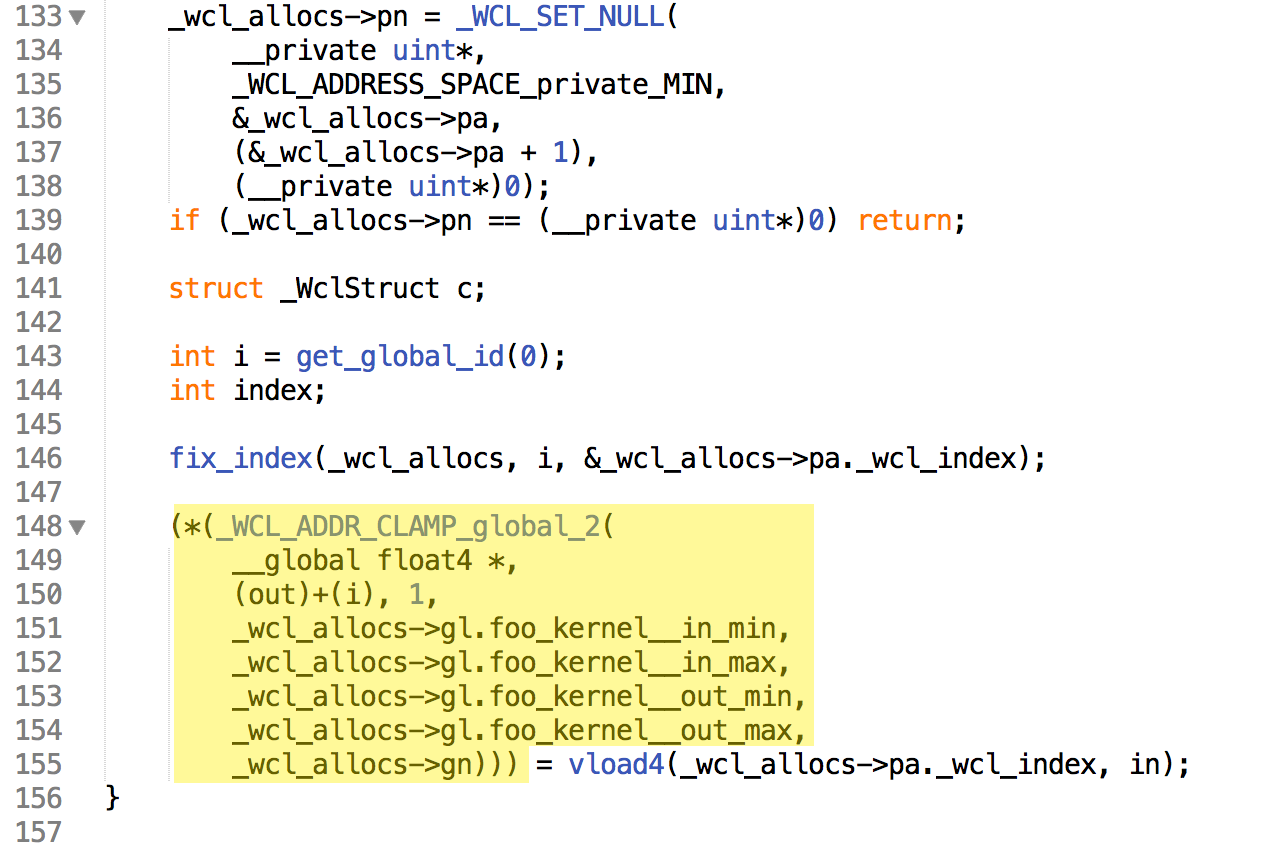 133 _wcl_allocs->pn = _WCL_SET_NULL(
134 __private uint*,
135 _WCL_ADDRESS_SPACE_private_MIN,
136 &_wcl_allocs->pa,
137 (&_wcl_allocs->pa + 1),
138 (__private uint*)0);
139 if (_wcl_allocs->pn == (__private uint*)0) return;
140
141 struct _WclStruct c;
142
143 int i = get_global_id(0);
144 int index;
145
146 fix_index(_wcl_allocs, i, &_wcl_allocs->pa._wcl_index);
147
148 (*(_WCL_ADDR_CLAMP_global_2(
149 __global float4 *,
150 (out)+(i), 1,
151 _wcl_allocs->gl.foo_kernel__in_min,
152 _wcl_allocs->gl.foo_kernel__in_max,
153 _wcl_allocs->gl.foo_kernel__out_min,
154 _wcl_allocs->gl.foo_kernel__out_max,
155 _wcl_allocs->gn))) = vload4(_wcl_allocs->pa._wcl_index, in);
156 }
157